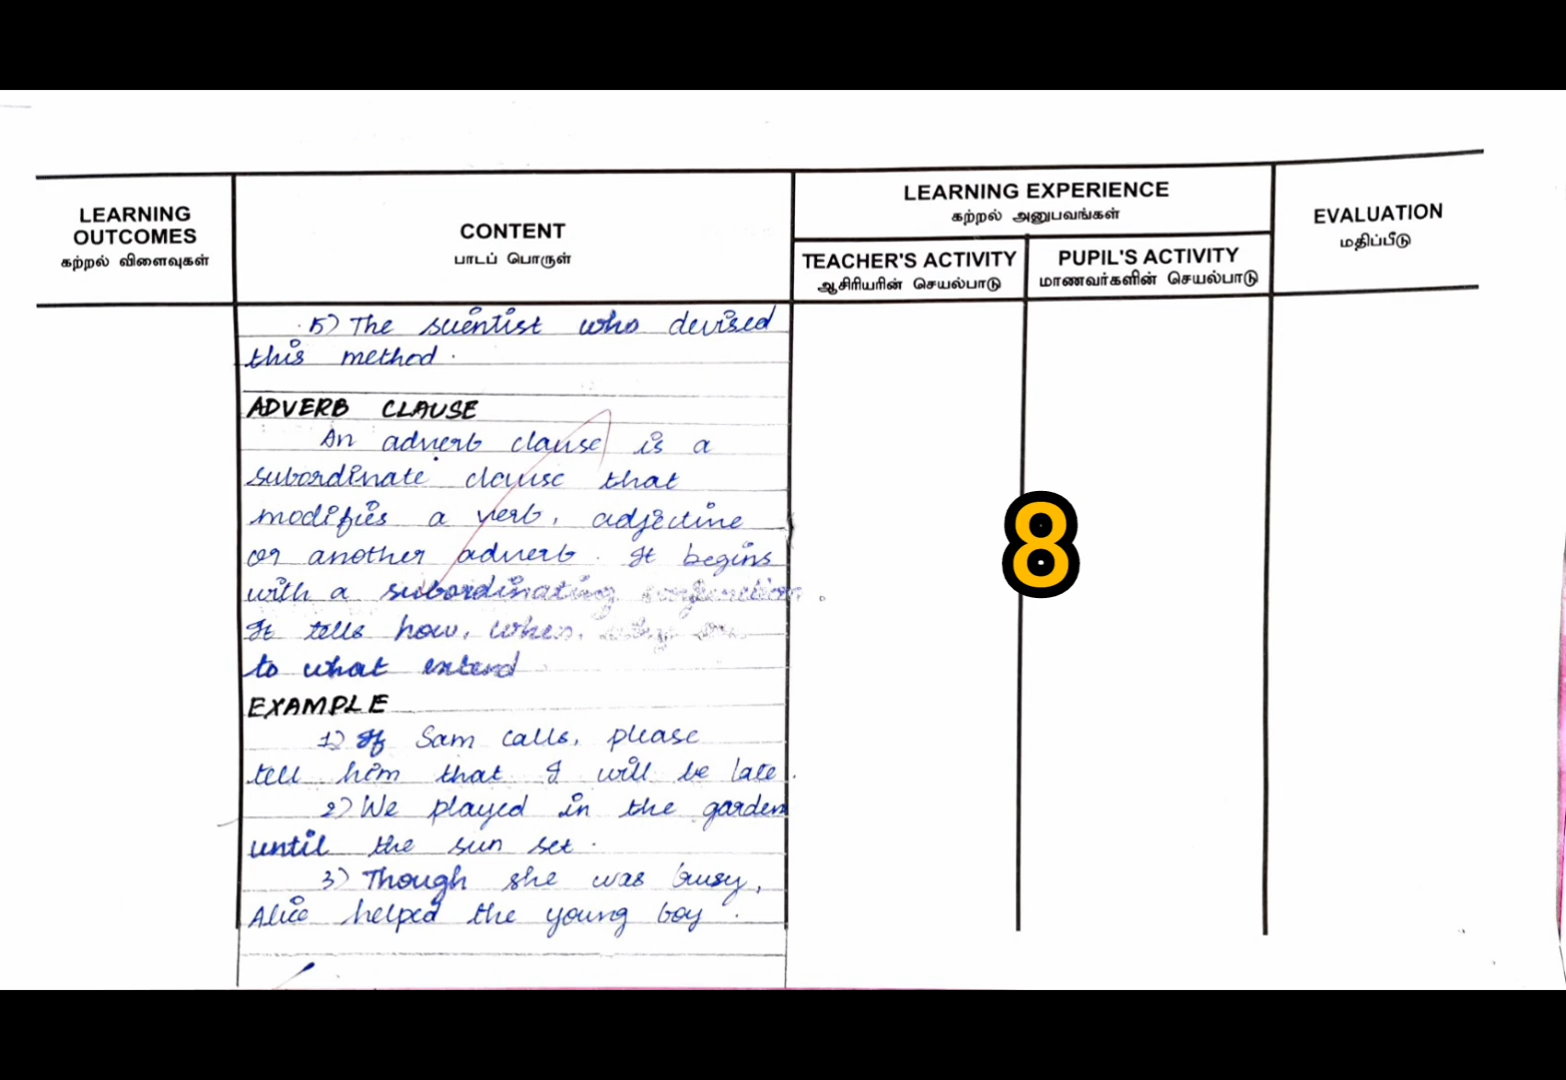 LEARNING
OUTCOMES
கற்றல் விளைவுகள்
CONTENT
பாடப் பொருள்
LEARNING EXPERIENCE
கற்றல் அனுபவங்கள்
TEACHER'S ACTIVITY
ஆசிரியரின் செயல்பாடு
PUPIL'S ACTIVITY
மாணவர்களின் செயல்பாடு
EVALUATION
மதிப்பீடு
5) The scientist who devised
this method.
ADVERB CLAUSE
An adverb clause is a
subordinate clause that
modifies a verb, adjective
or another adverb. It begins
with a subordinating conjunction.
It tells how, when,
to what extend
EXAMPLE
1) If Sam calls, please
tell him that I will be late.
2) We played in the garden
until the sun set.
3) Though she was busy,
Alice helped the young boy.
8